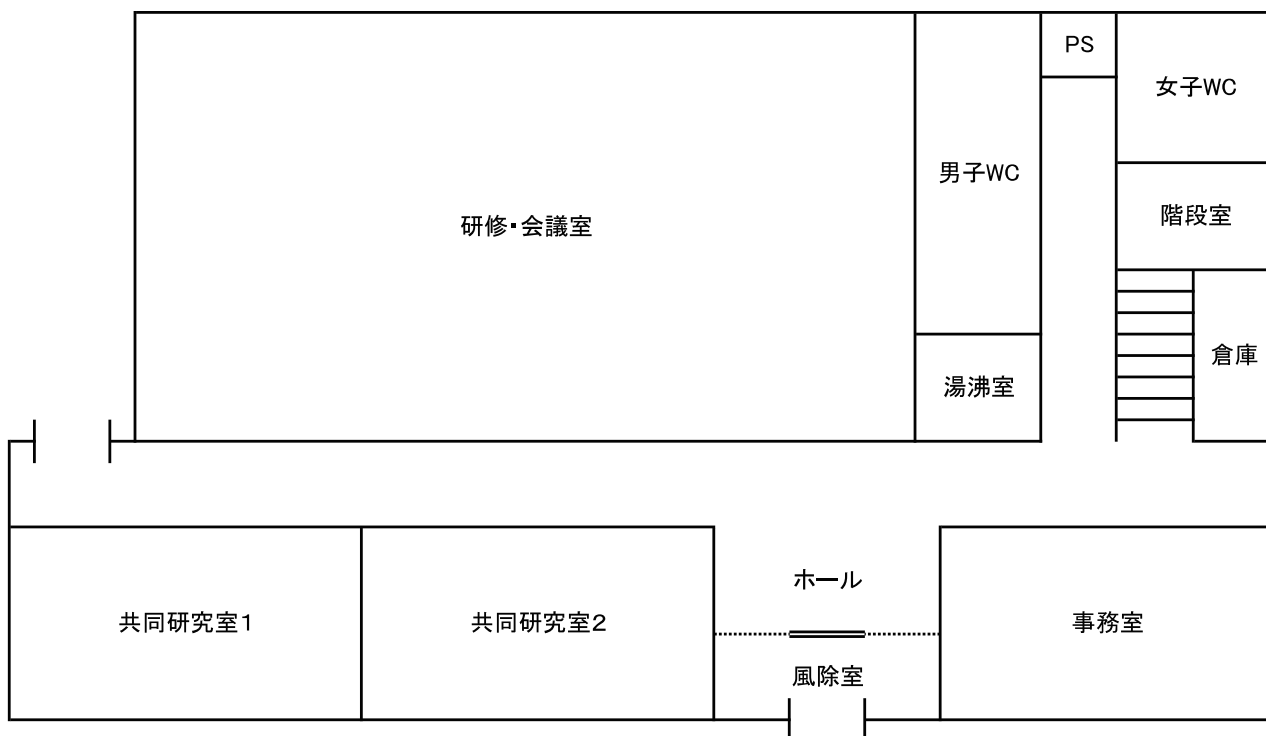 PS
女子WC
男子WC
階段室
研修・会議室
倉庫
湯沸室
ホール
共同研究室1
共同研究室2
事務室
風除室